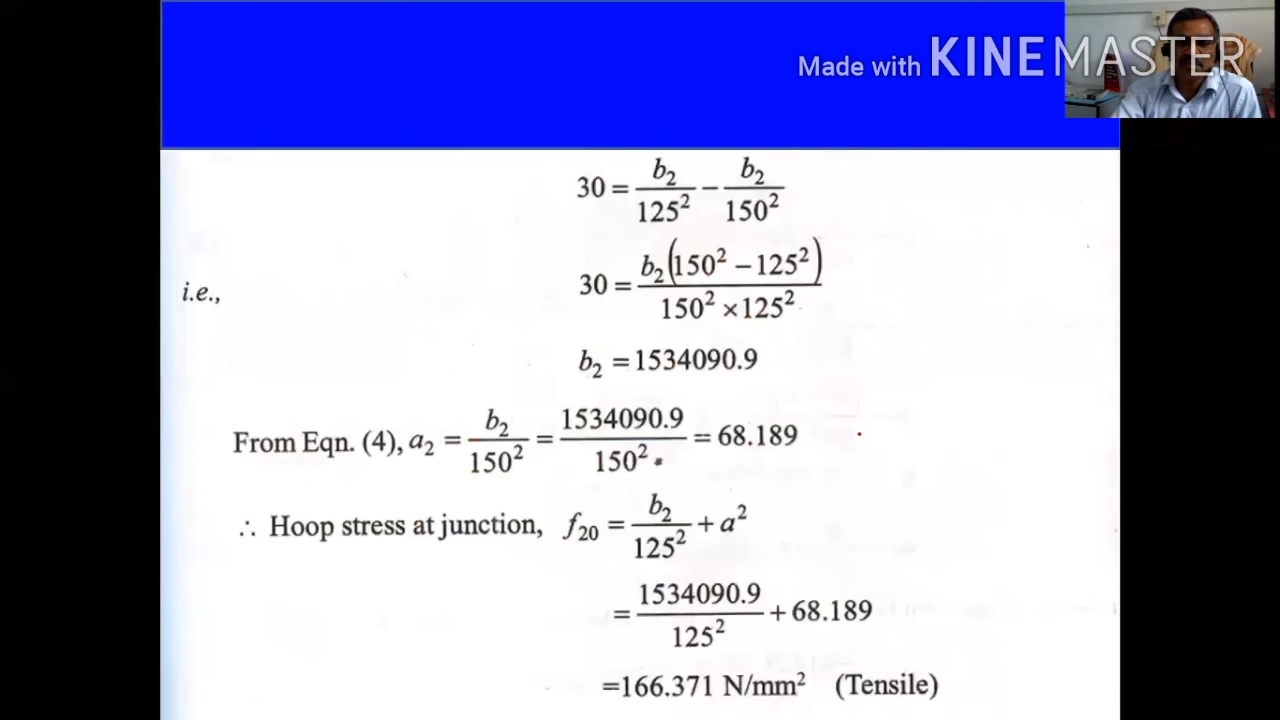 Made with KINEMASTER
30 = b₂/125² − b₂/150²
i.e., 30 = b₂(150² − 125²)/150² × 125²
b₂ = 1534090.9
From Eqn. (4), a₂ = b₂/150² = 1534090.9/150² = 68.189
∴ Hoop stress at junction, f₂₀ = b₂/125² + a²
= 1534090.9/125² + 68.189
=166.371 N/mm² (Tensile)